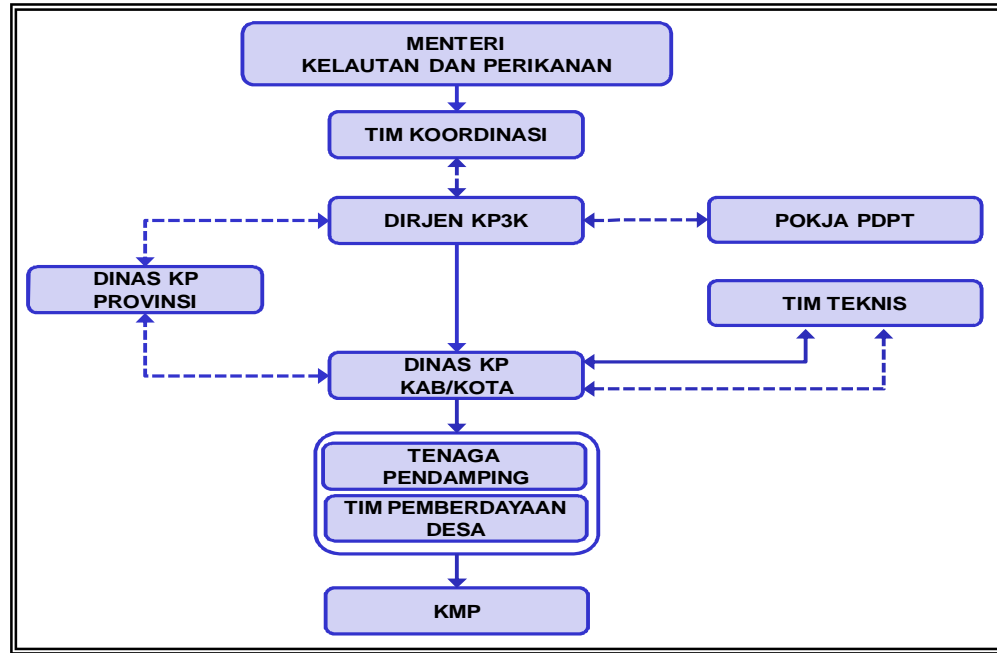 MENTERI
KELAUTAN DAN PERIKANAN
TIM KOORDINASI
DIRJEN KP3K
POKJA PDPT
DINAS KP
PROVINSI
TIM TEKNIS
DINAS KP
KAB/KOTA
TENAGA
PENDAMPING
TIM PEMBERDAYAAN
DESA
KMP